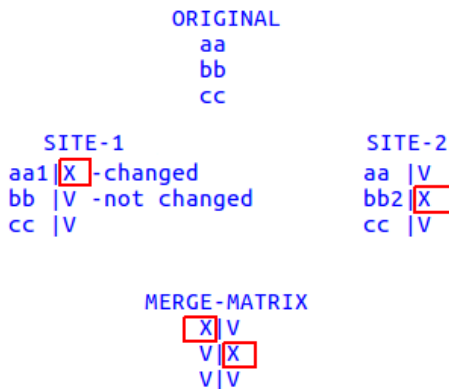 ORIGINAL
aa
bb
cc
SITE-1 SITE-2
aa1|X -changed aa |V
bb |V -not changed bb2|X
cc |V cc |V
MERGE-MATRIX
X|V
V|X
V|V